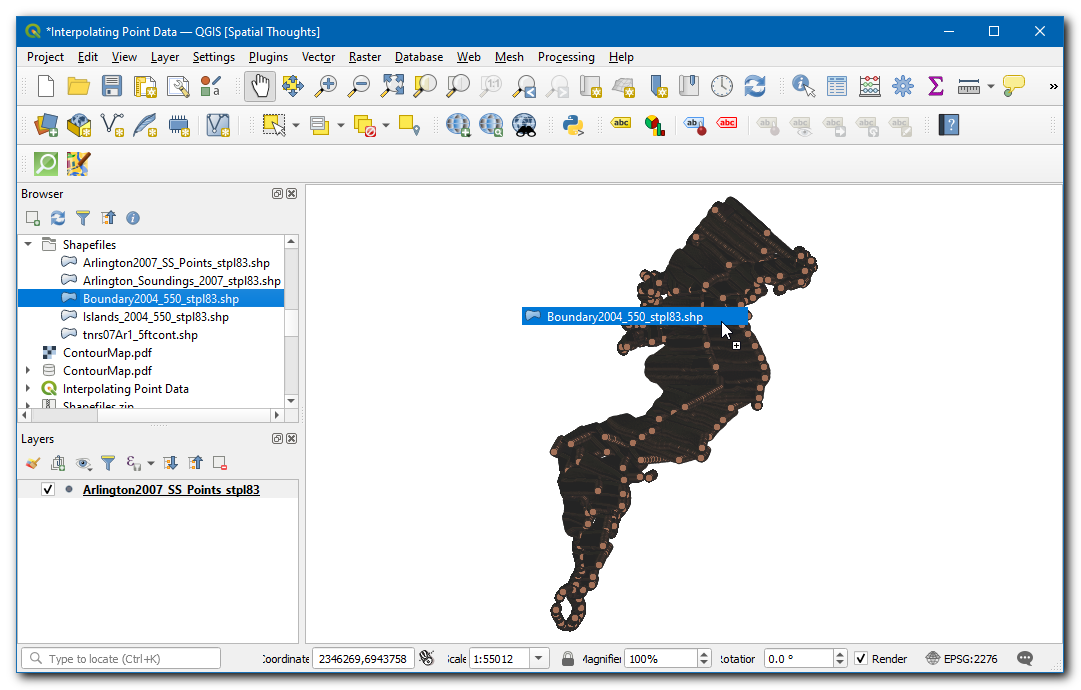 *Interpolating Point Data — QGIS [Spatial Thoughts]
Project Edit View Layer Settings Plugins Vector Raster Database Web Mesh Processing Help
Browser
Shapefiles
Arlington2007_SS_Points_stpl83.shp
Arlington_Soundings_2007_stpl83.shp
Boundary2004_550_stpl83.shp
Islands_2004_550_stpl83.shp
tnrs07Ar1_5ftcont.shp
ContourMap.pdf
ContourMap.pdf
Interpolating Point Data
Shapefiles.zip
Boundary2004_550_stpl83.shp
Layers
Arlington2007_SS_Points_stpl83
Type to locate (Ctrl+K)
Coordinate 2346269,6943758 Scale 1:55012 Magnifier 100% Rotation 0.0 ° Render EPSG:2276